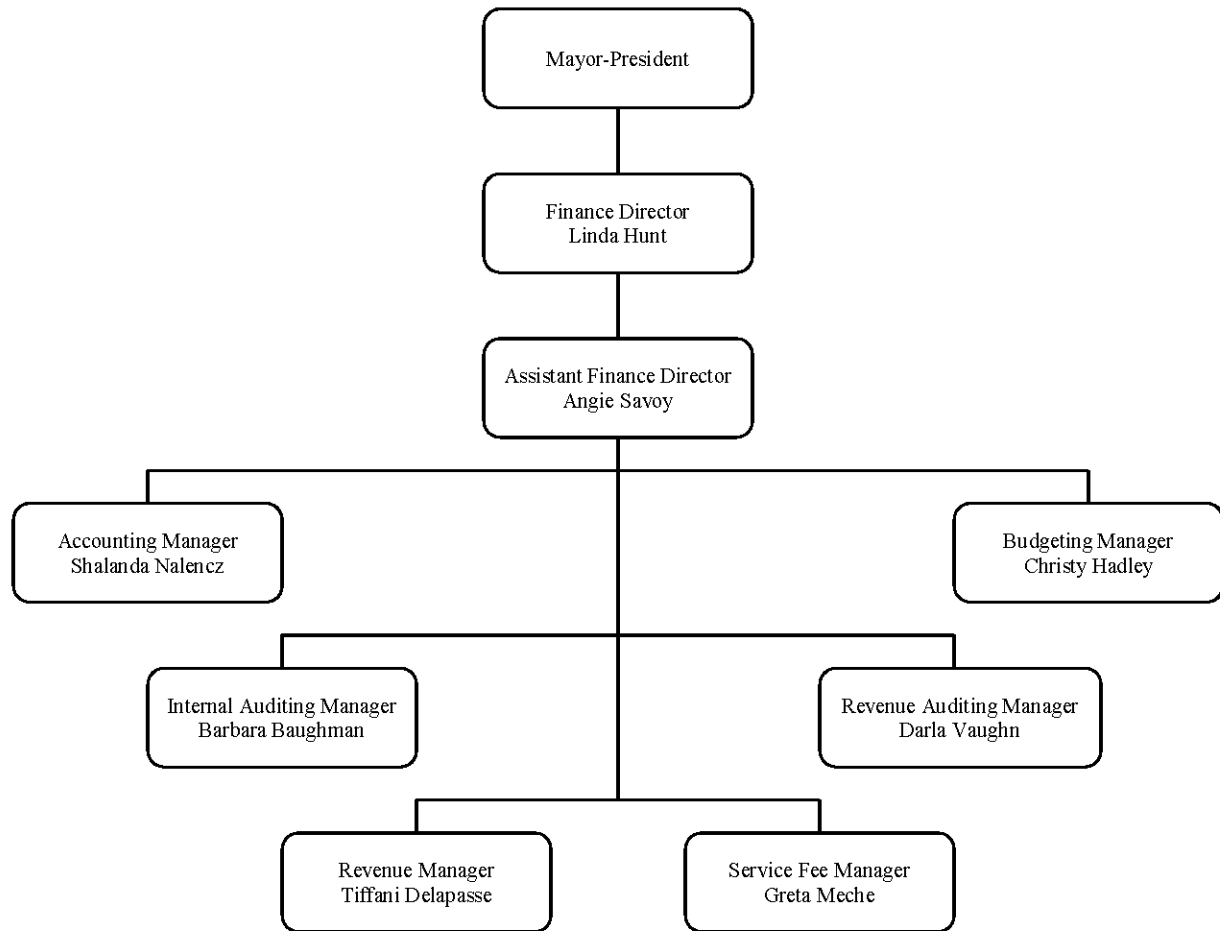 Mayor-President
Finance Director
Linda Hunt
Assistant Finance Director
Angie Savoy
Accounting Manager
Shalanda Nalencz
Budgeting Manager
Christy Hadley
Internal Auditing Manager
Barbara Baughman
Revenue Auditing Manager
Darla Vaughn
Revenue Manager
Tiffani Delapasse
Service Fee Manager
Greta Meche